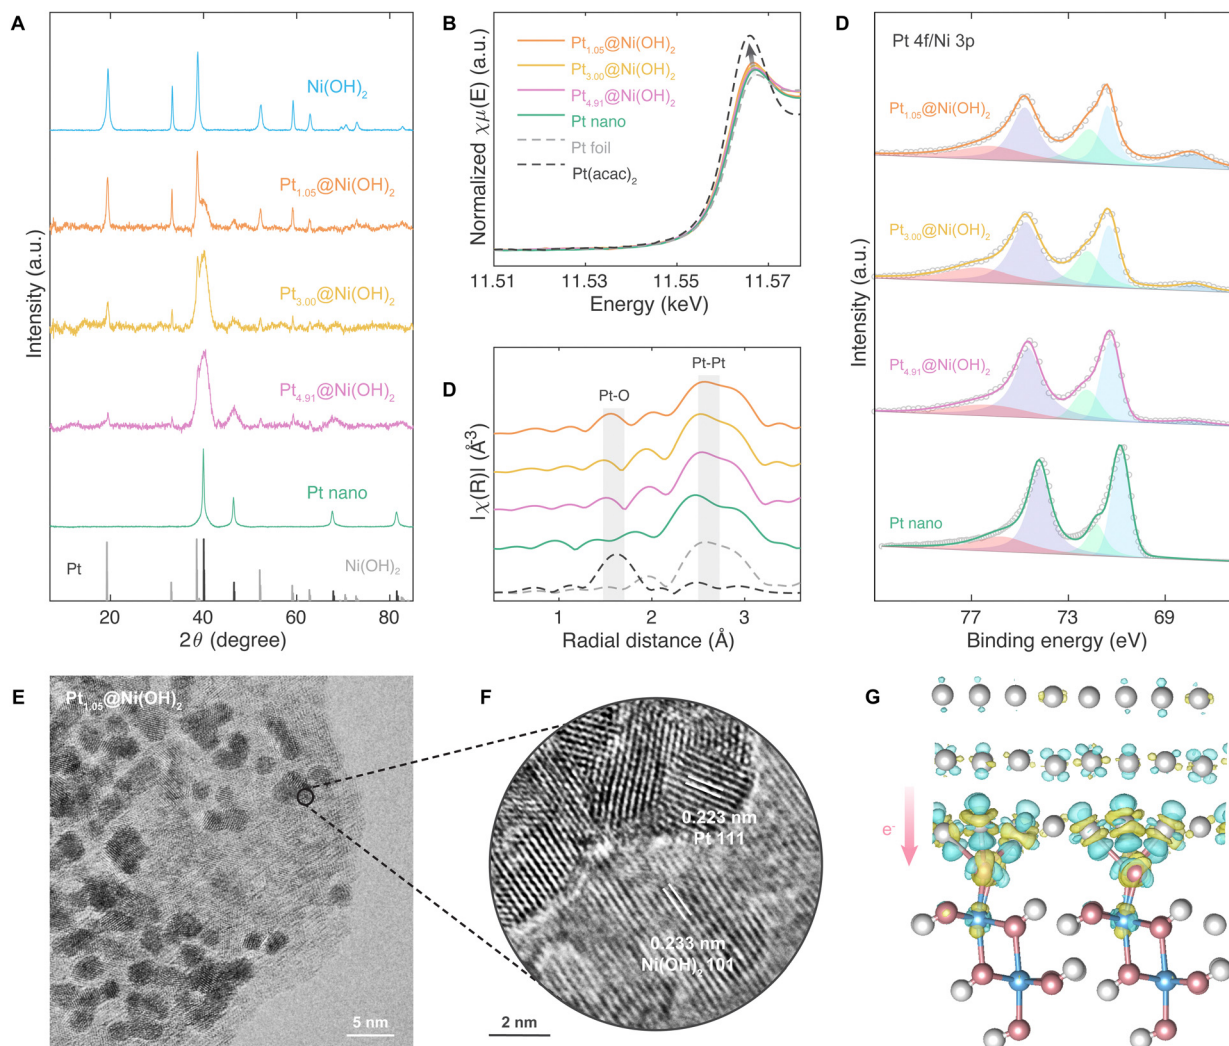 A
Ni(OH)2
Pt1.05@Ni(OH)2
Pt3.00@Ni(OH)2
Pt4.91@Ni(OH)2
Pt nano
Pt
Ni(OH)2
Intensity (a.u.)
20
40
60
80
2θ (degree)
B
Pt1.05@Ni(OH)2
Pt3.00@Ni(OH)2
Pt4.91@Ni(OH)2
Pt nano
Pt foil
Pt(acac)2
Normalized χμ(E) (a.u.)
11.51
11.53
11.55
11.57
Energy (keV)
D
Pt-O
Pt-Pt
|χ(R)| (Å-3)
1
2
3
Radial distance (Å)
D
Pt 4f/Ni 3p
Pt1.05@Ni(OH)2
Pt3.00@Ni(OH)2
Pt4.91@Ni(OH)2
Pt nano
Intensity (a.u.)
77
73
69
Binding energy (eV)
E
Pt1.05@Ni(OH)2
5 nm
F
0.223 nm
Pt 111
0.233 nm
Ni(OH)2 101
2 nm
G
e-